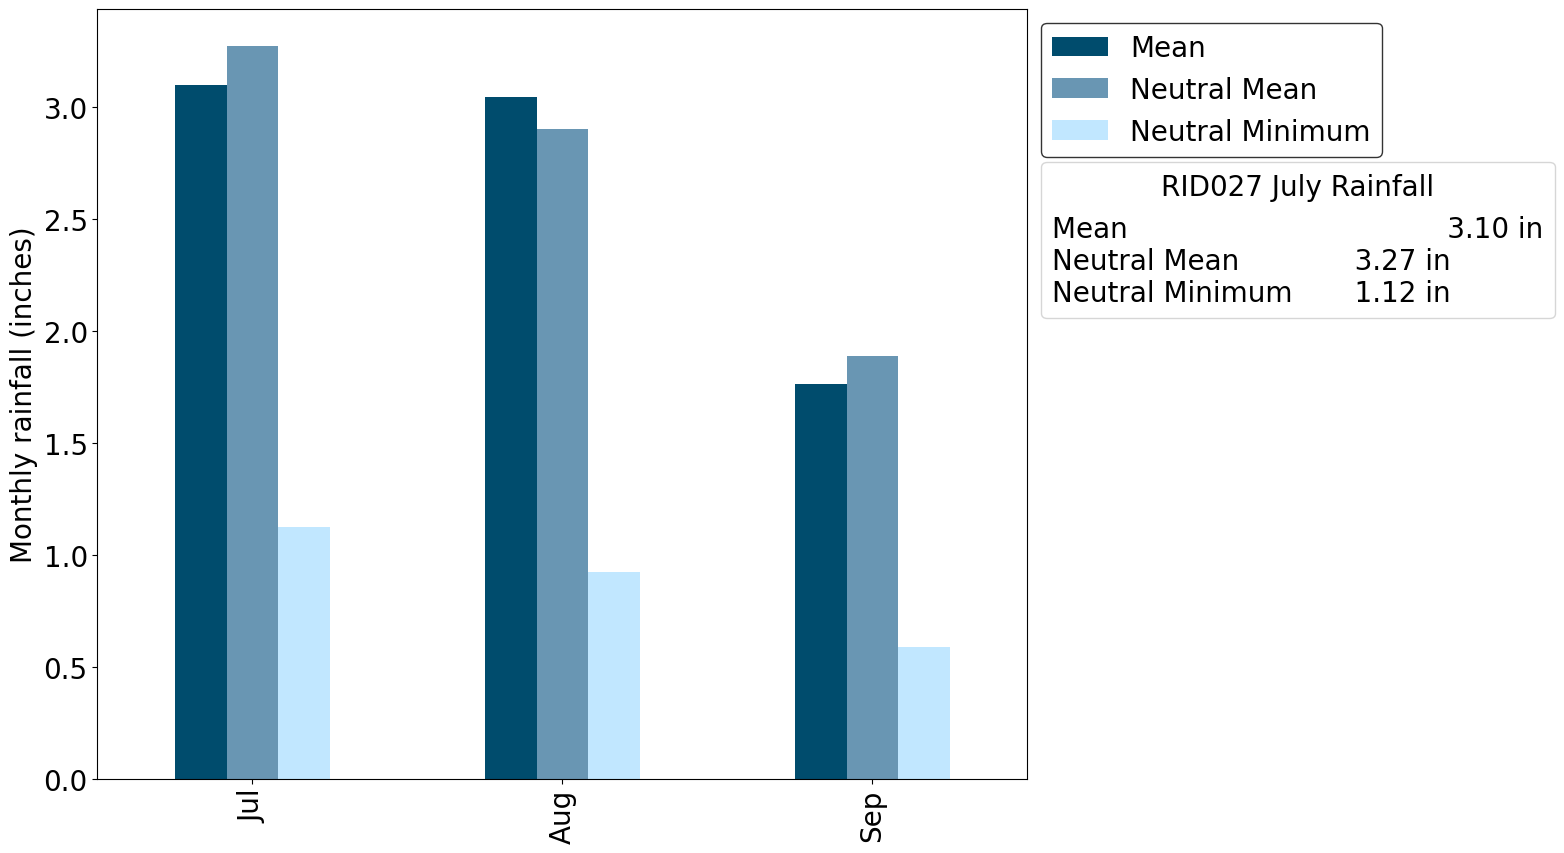 Monthly rainfall (inches)
3.0
2.5
2.0
1.5
1.0
0.5
0.0
Jul
Aug
Sep
Mean
Neutral Mean
Neutral Minimum
RID027 July Rainfall
Mean 3.10 in
Neutral Mean 3.27 in
Neutral Minimum 1.12 in